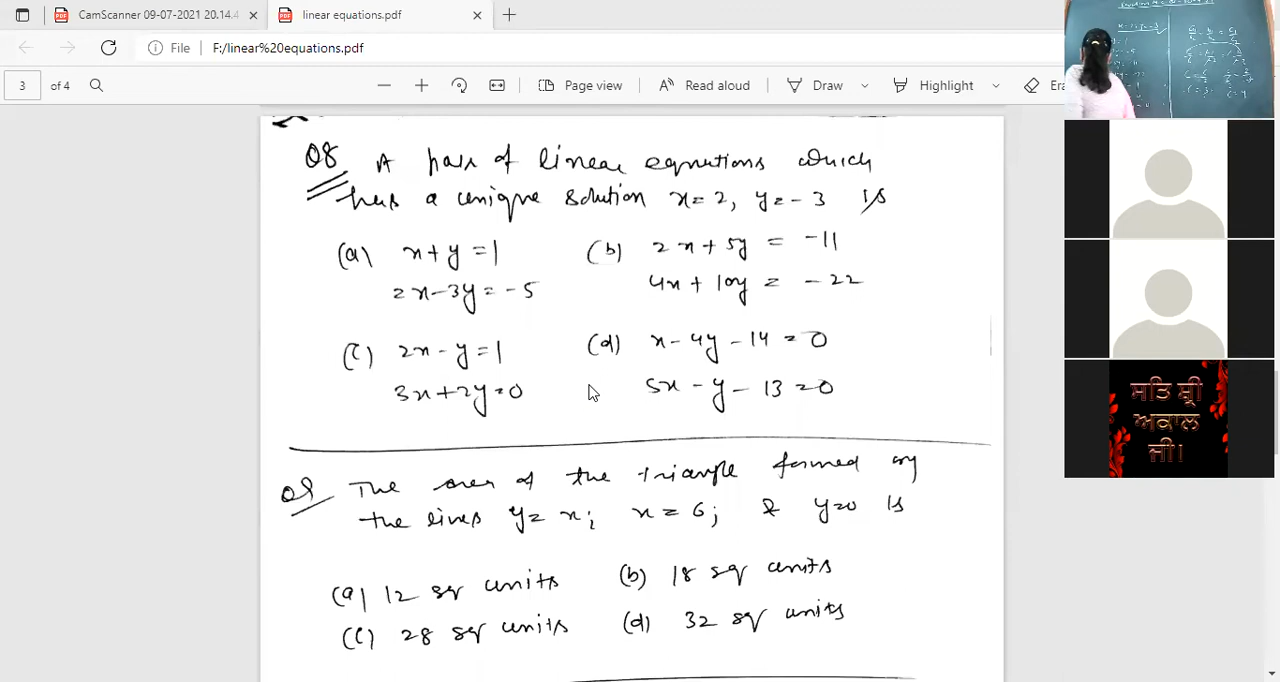 CamScanner 09-07-2021 20.14.4
linear equations.pdf
File F:/linear%20equations.pdf
3 of 4
Page view
Read aloud
Draw
Highlight
Era
Q8 A pair of linear equations which
has a unique solution x=2, y=-3 is
(a) x+y=1
2x-3y=-5
(b) 2x+5y = -11
4x+10y = -22
(c) 2x-y=1
3x+2y=0
(d) x-4y-14=0
5x-y-13=0
Q9 The area of the triangle formed by
the lines y=x; x=6; & y=0 is
(a) 12 sq units
(b) 18 sq units
(c) 28 sq units
(d) 32 sq units
ਸਤਿ ਸ਼੍ਰੀ
ਅਕਾਲ
ਜੀ।